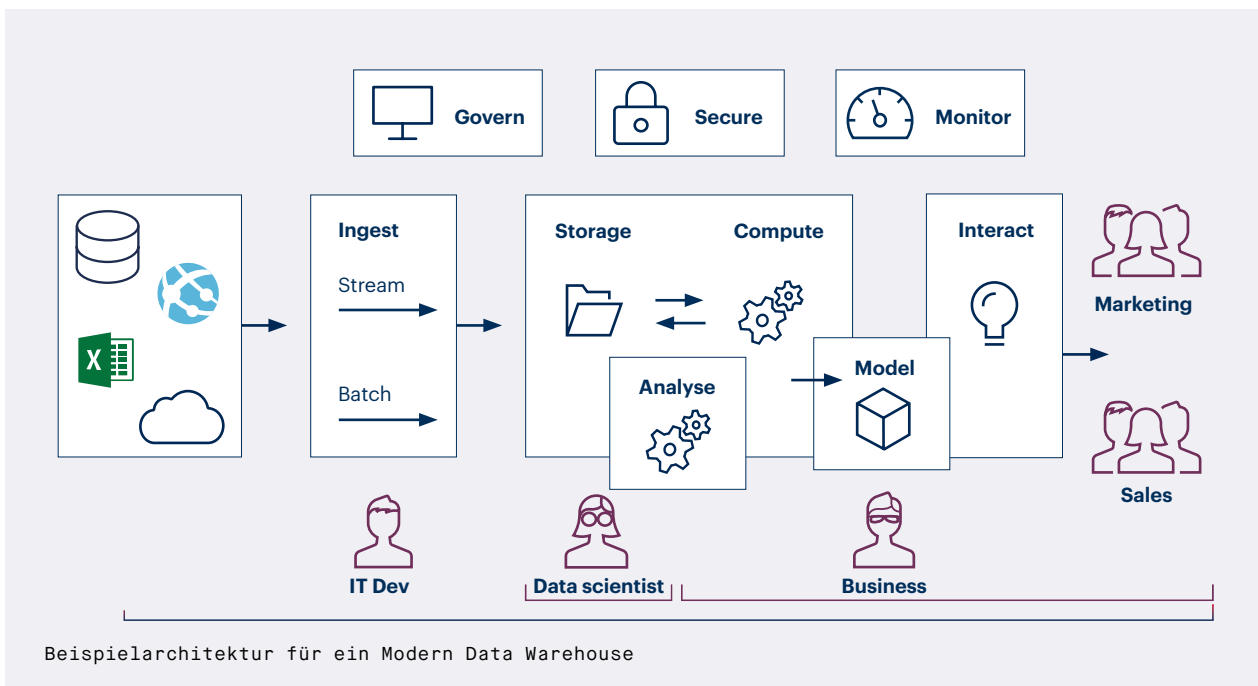 Govern
Secure
Monitor
Ingest
Stream
Batch
Storage
Compute
Analyse
Model
Interact
Marketing
Sales
X
IT Dev
Data scientist
Business
Beispielarchitektur für ein Modern Data Warehouse